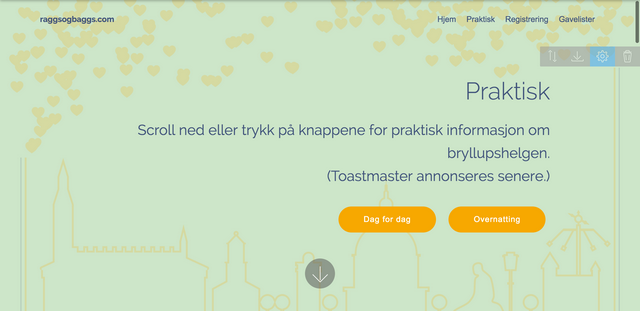 raggsogbaggs.com
Hjem Praktisk Registrering Gavelister
Praktisk
Scroll ned eller trykk på knappene for praktisk informasjon om
bryllupshelgen.
(Toastmaster annonseres senere.)
Dag for dag Overnatting